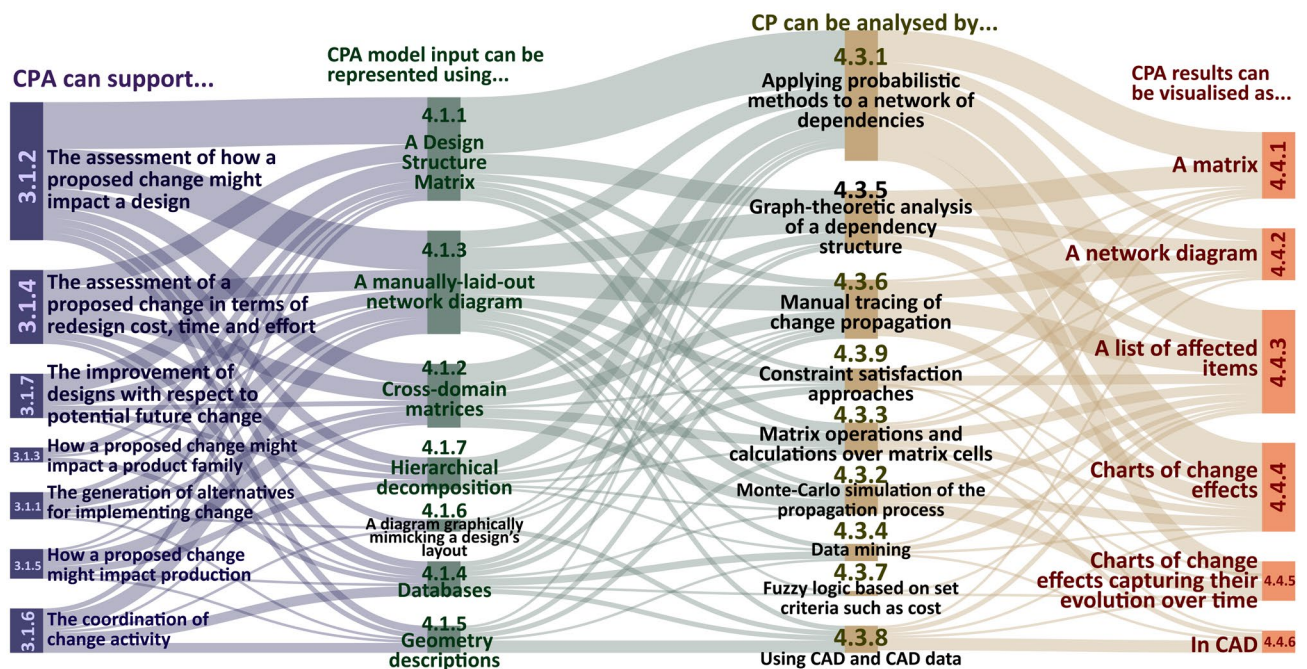 CPA can support...
3.1.2
The assessment of how a
proposed change might
impact a design
3.1.4
The assessment of a
proposed change in terms of
redesign cost, time and effort
3.1.7
The improvement of
designs with respect to
potential future change
3.1.3
How a proposed change might
impact a product family
3.1.1
The generation of alternatives
for implementing change
3.1.5
How a proposed change
might impact production
3.1.6
The coordination of
change activity
CPA model input can be
represented using...
4.1.1
A Design
Structure
Matrix
4.1.3
A manually-laid-out
network diagram
4.1.2
Cross-domain
matrices
4.1.7
Hierarchical
decomposition
4.1.6
A diagram graphically
mimicking a design's
layout
4.1.4
Databases
4.1.5
Geometry
descriptions
CP can be analysed by...
4.3.1
Applying probabilistic
methods to a network of
dependencies
4.3.5
Graph-theoretic analysis
of a dependency
structure
4.3.6
Manual tracing of
change propagation
4.3.9
Constraint satisfaction
approaches
4.3.3
Matrix operations and
calculations over matrix cells
4.3.2
Monte-Carlo simulation of the
propagation process
4.3.4
Data mining
4.3.7
Fuzzy logic based on set
criteria such as cost
4.3.8
Using CAD and CAD data
CPA results can
be visualised as...
A matrix
4.4.1
A network diagram
4.4.2
A list of affected
items
4.4.3
Charts of change
effects
4.4.4
Charts of change
effects capturing their
evolution over time
4.4.5
In CAD
4.4.6